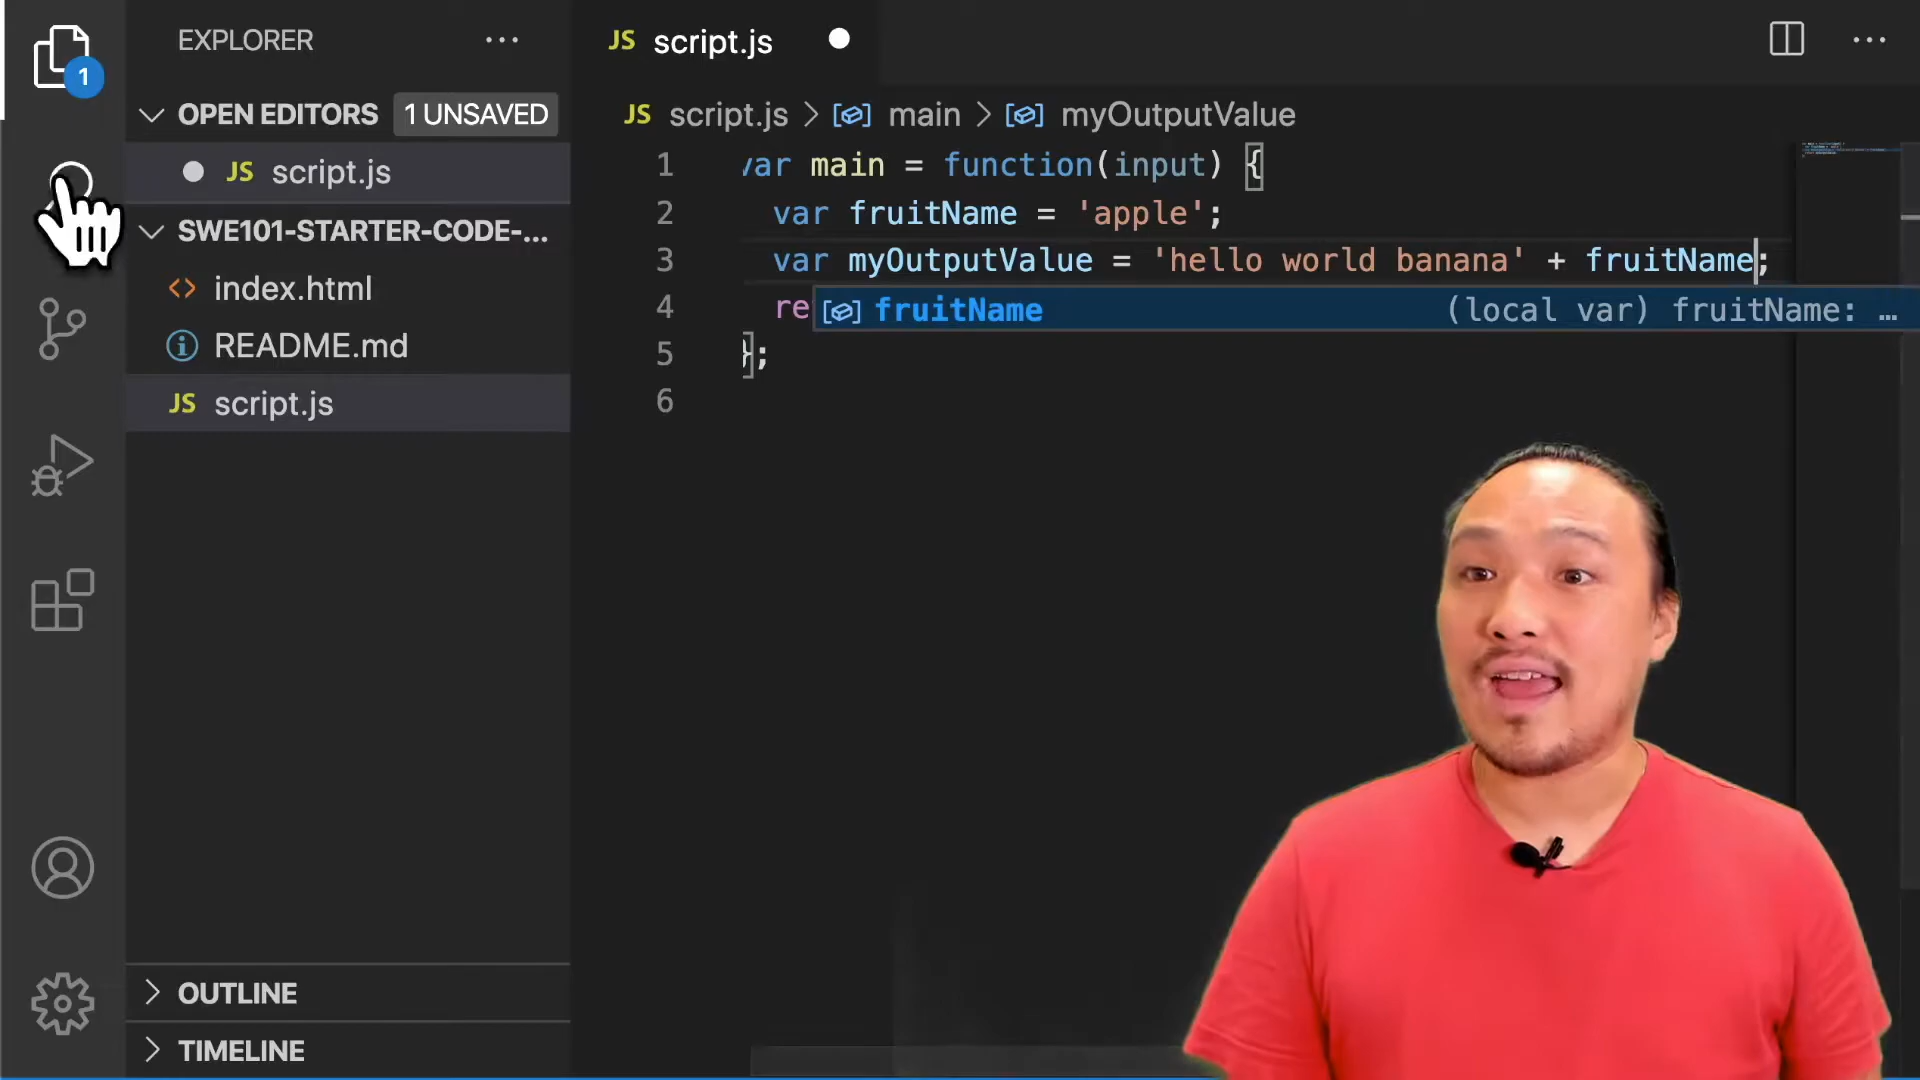 1
EXPLORER
OPEN EDITORS 1 UNSAVED
JS script.js
SWE101-STARTER-CODE-...
index.html
README.md
JS script.js
OUTLINE
TIMELINE
JS script.js
JS script.js > main > myOutputValue
1 var main = function(input) {
2 var fruitName = 'apple';
3 var myOutputValue = 'hello world banana' + fruitName;
4 re
fruitName (local var) fruitName: ...
5 };
6